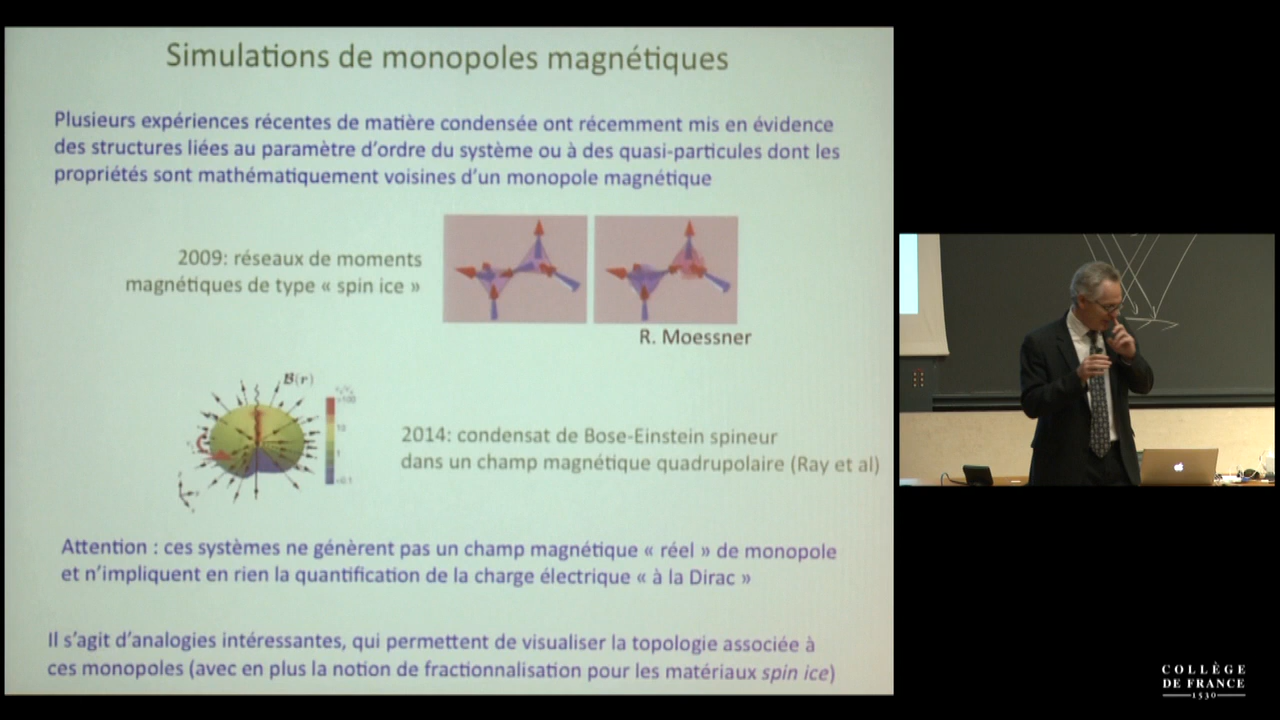 Simulations de monopoles magnétiques
Plusieurs expériences récentes de matière condensée ont récemment mis en évidence
des structures liées au paramètre d'ordre du système ou à des quasi-particules dont les
propriétés sont mathématiquement voisines d'un monopole magnétique
2009: réseaux de moments
magnétiques de type « spin ice »
R. Moessner
B(r)
2014: condensat de Bose-Einstein spineur
dans un champ magnétique quadrupolaire (Ray et al)
Attention : ces systèmes ne génèrent pas un champ magnétique « réel » de monopole
et n'impliquent en rien la quantification de la charge électrique « à la Dirac »
Il s'agit d'analogies intéressantes, qui permettent de visualiser la topologie associée à
ces monopoles (avec en plus la notion de fractionnalisation pour les matériaux spin ice)
COLLÈGE
DE FRANCE
1530